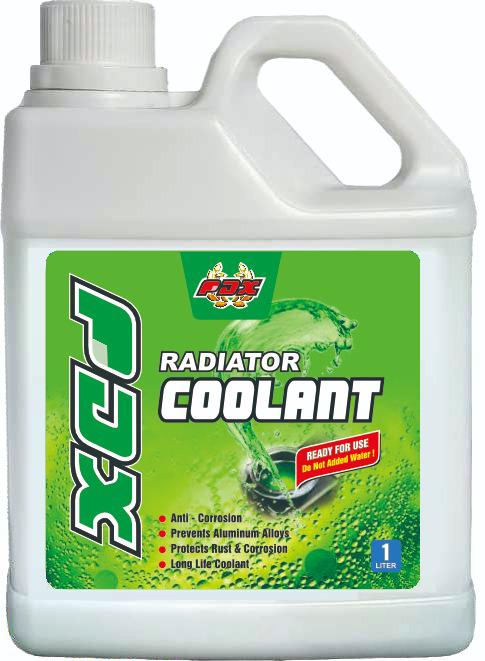 PDX
PDX
RADIATOR
COOLANT
READY FOR USE
Do Not Added Water !
Anti - Corrosion
Prevents Aluminum Alloys
Protects Rust & Corrosion
Long Life Coolant
1
LITER